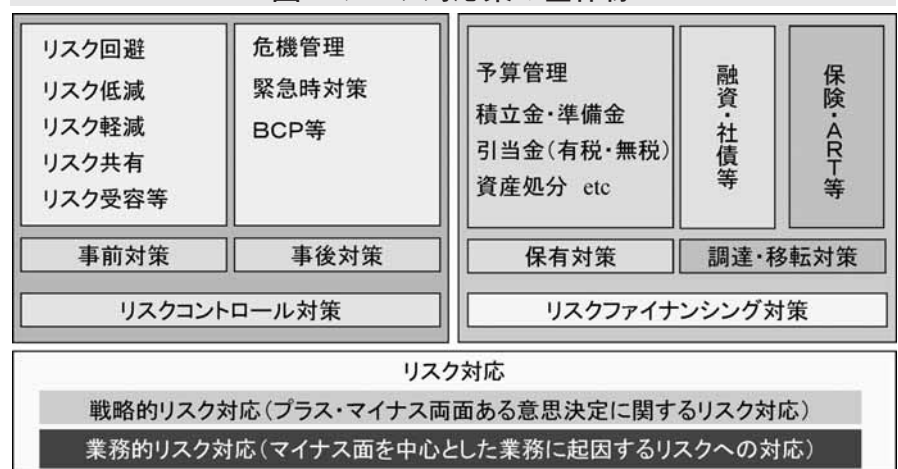 リスク回避
リスク低減
リスク軽減
リスク共有
リスク受容等
危機管理
緊急時対策
BCP等
事前対策
事後対策
リスクコントロール対策
予算管理
積立金・準備金
引当金(有税・無税)
資産処分 etc
融資・社債等
保険・ART等
保有対策
調達・移転対策
リスクファイナンシング対策
リスク対応
戦略的リスク対応(プラス・マイナス両面ある意思決定に関するリスク対応)
業務的リスク対応(マイナス面を中心とした業務に起因するリスクへの対応)